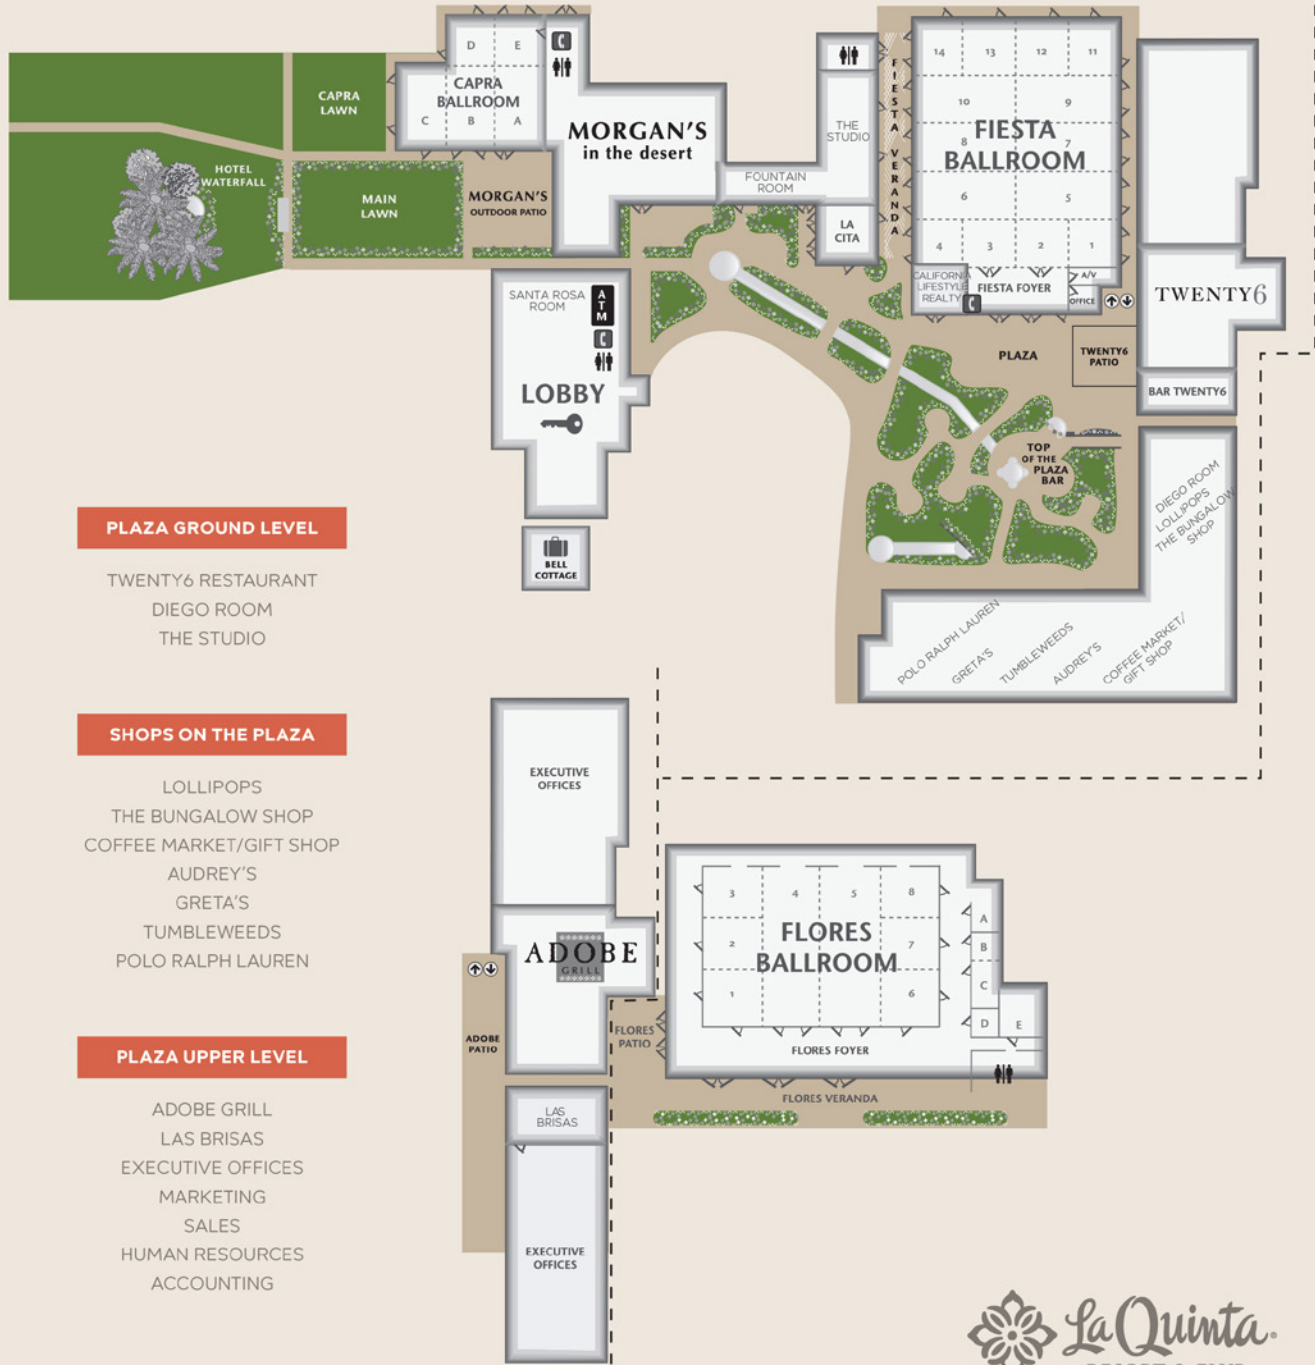 D E
CAPRA
BALLROOM
C B A
CAPRA
LAWN
HOTEL
WATERFALL
MAIN
LAWN
MORGAN'S
OUTDOOR PATIO
MORGAN'S
in the desert
FOUNTAIN
ROOM
THE
STUDIO
LA
CITA
FIESTA VERANDA
14 13 12 11
10 9
FIESTA
BALLROOM
8 7
6 5
4 3 2 1
CALIFORNIA
LIFESTYLE
REALTY
FIESTA FOYER
A/V
OFFICE
TWENTY6
PLAZA
TWENTY6
PATIO
BAR TWENTY6
SANTA ROSA
ROOM
ATM
LOBBY
BELL
COTTAGE
TOP
OF THE
PLAZA
BAR
DIEGO ROOM
LOLLIPOPS
THE BUNGALOW
SHOP
POLO RALPH LAUREN
GRETA'S
TUMBLEWEEDS
AUDREY'S
COFFEE MARKET/
GIFT SHOP
PLAZA GROUND LEVEL
TWENTY6 RESTAURANT
DIEGO ROOM
THE STUDIO
SHOPS ON THE PLAZA
LOLLIPOPS
THE BUNGALOW SHOP
COFFEE MARKET/GIFT SHOP
AUDREY'S
GRETA'S
TUMBLEWEEDS
POLO RALPH LAUREN
PLAZA UPPER LEVEL
ADOBE GRILL
LAS BRISAS
EXECUTIVE OFFICES
MARKETING
SALES
HUMAN RESOURCES
ACCOUNTING
EXECUTIVE
OFFICES
ADOBE
GRILL
ADOBE
PATIO
FLORES
PATIO
LAS
BRISAS
EXECUTIVE
OFFICES
3 4 5 8
FLORES
BALLROOM
2 7
1 6
A
B
C
D E
FLORES FOYER
FLORES VERANDA
La Quinta